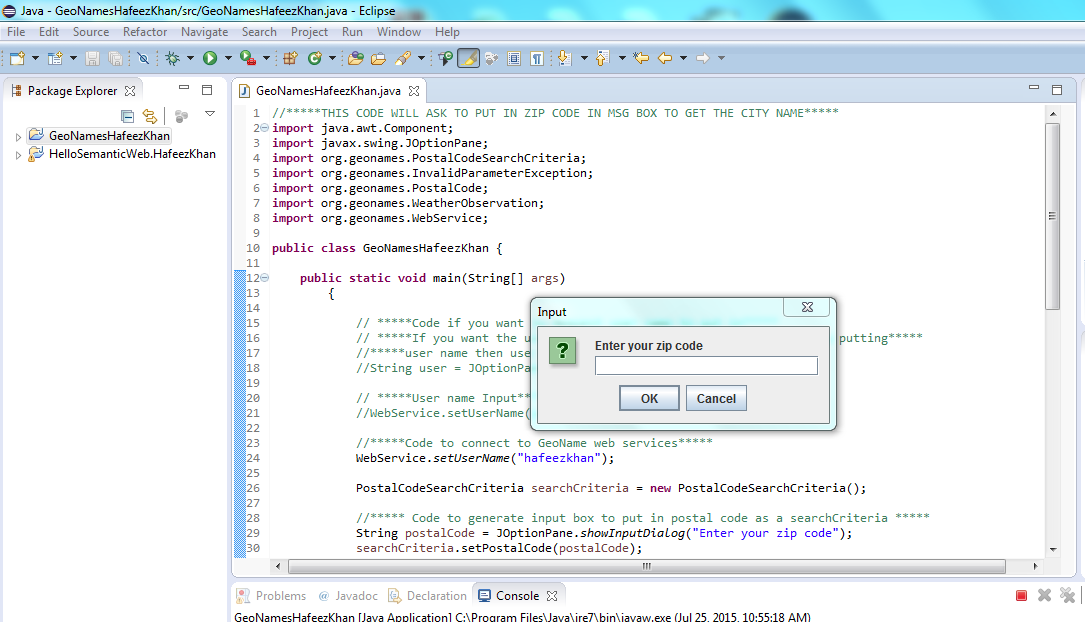 Java - GeoNamesHafeezKhan/src/GeoNamesHafeezKhan.java - Eclipse
File Edit Source Refactor Navigate Search Project Run Window Help
Package Explorer
GeoNamesHafeezKhan
HelloSemanticWeb.HafeezKhan
GeoNamesHafeezKhan.java
1 //*****THIS CODE WILL ASK TO PUT IN ZIP CODE IN MSG BOX TO GET THE CITY NAME*****
2 import java.awt.Component;
3 import javax.swing.JOptionPane;
4 import org.geonames.PostalCodeSearchCriteria;
5 import org.geonames.InvalidParameterException;
6 import org.geonames.PostalCode;
7 import org.geonames.WeatherObservation;
8 import org.geonames.WebService;
9
10 public class GeoNamesHafeezKhan {
11
12 public static void main(String[] args)
13 {
14
15 // *****Code if you want
16 // *****If you want the u putting*****
17 //*****user name then use
18 //String user = JOptionPa
19
20 // *****User name Input**
21 //WebService.setUserName(
22
23 //*****Code to connect to GeoName web services*****
24 WebService.setUserName("hafeezkhan");
25
26 PostalCodeSearchCriteria searchCriteria = new PostalCodeSearchCriteria();
27
28 //***** Code to generate input box to put in postal code as a searchCriteria *****
29 String postalCode = JOptionPane.showInputDialog("Enter your zip code");
30 searchCriteria.setPostalCode(postalCode);
Input
?
Enter your zip code
OK Cancel
Problems @ Javadoc Declaration Console
GeoNamesHafeezKhan [Java Application] C:\Program Files\Java\jre7\bin\javaw.exe (Jul 25, 2015, 10:55:18 AM)